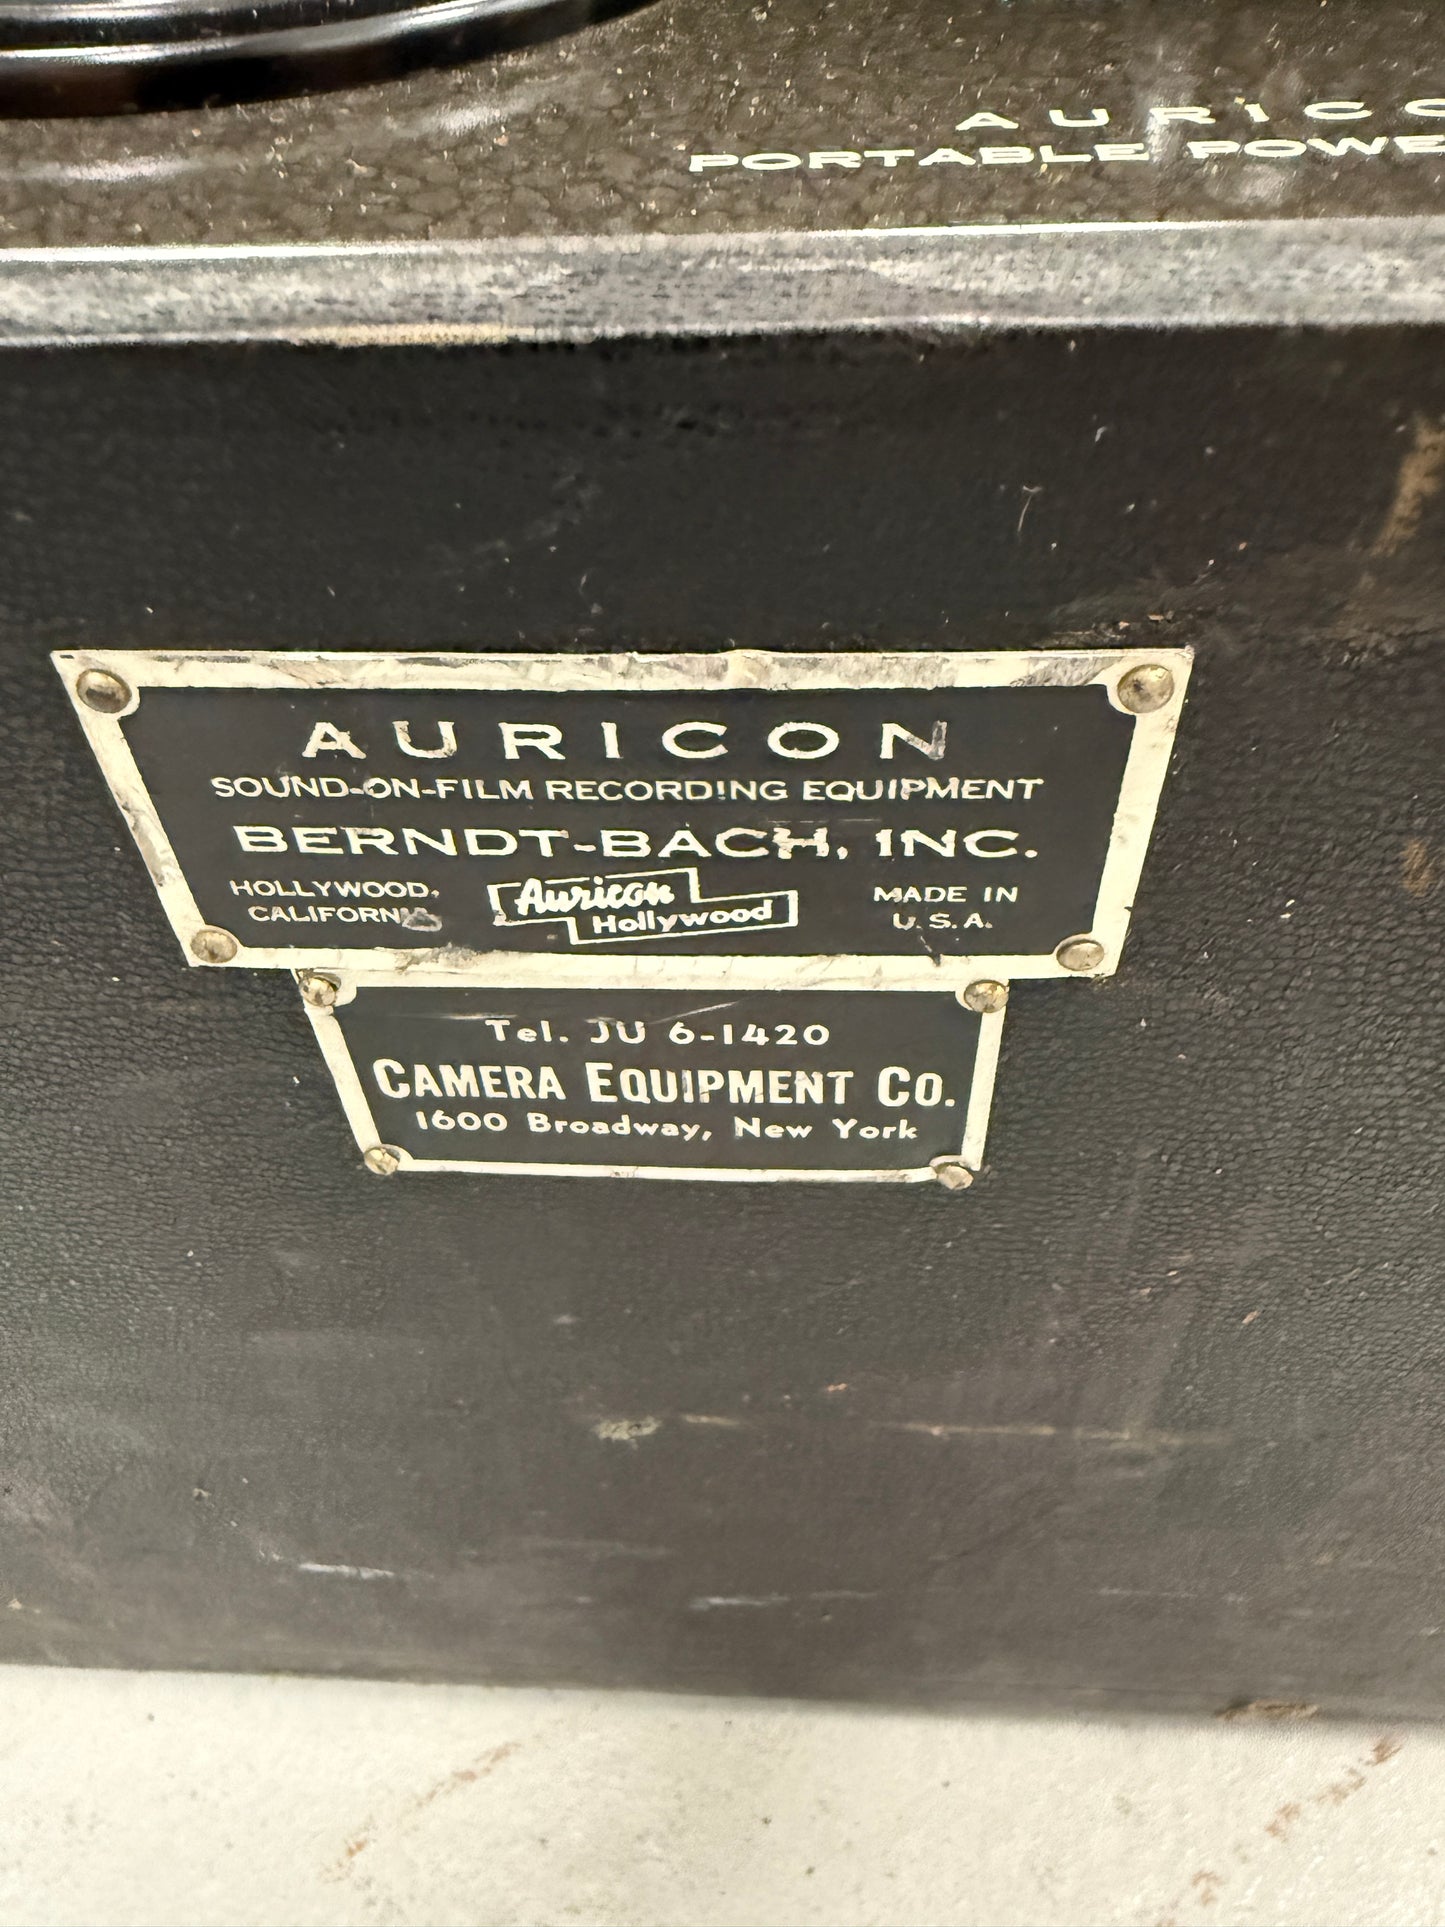 AURICO
PORTABLE POWE
AURICON
SOUND-ON-FILM RECORDING EQUIPMENT
BERNDT-BACH, INC.
HOLLYWOOD,
CALIFORNIA
Auricon
Hollywood
MADE IN
U.S.A.
Tel. JU 6-1420
CAMERA EQUIPMENT CO.
1600 Broadway, New York